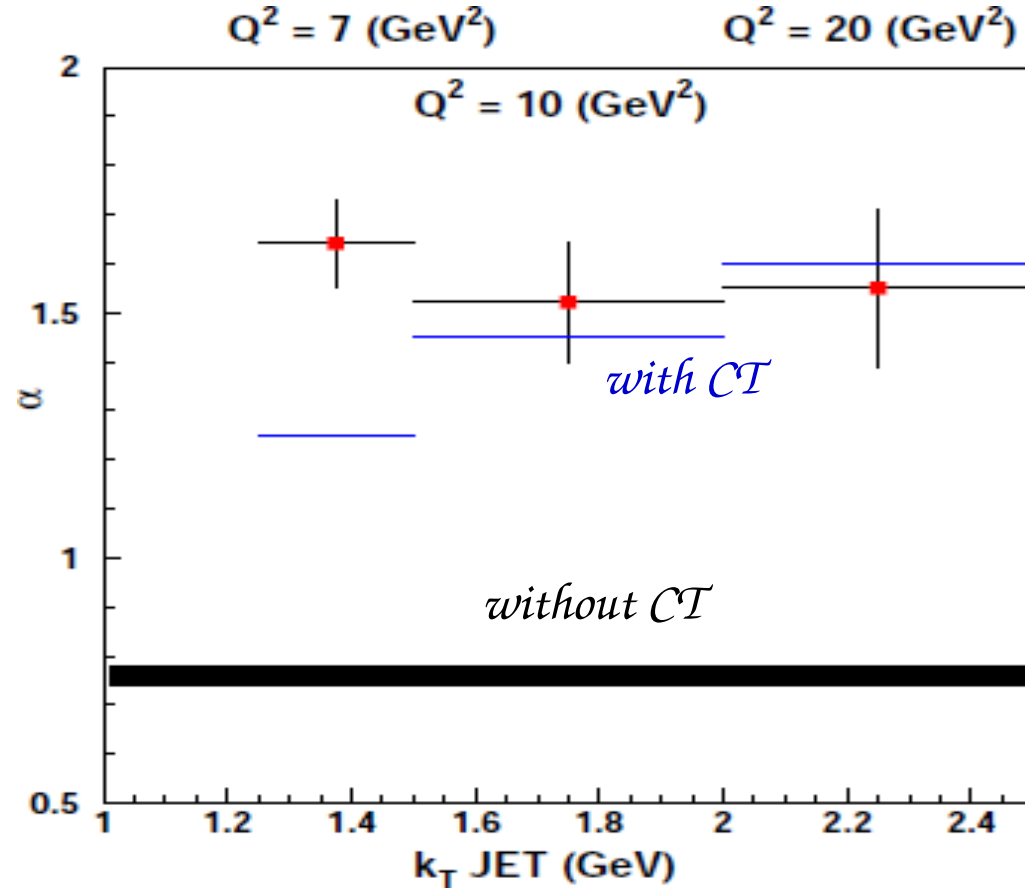 Q² = 7 (GeV²) Q² = 20 (GeV²)
2
Q² = 10 (GeV²)
1.5
with CT
α
1
without CT
0.5
1 1.2 1.4 1.6 1.8 2 2.2 2.4
k_T JET (GeV)